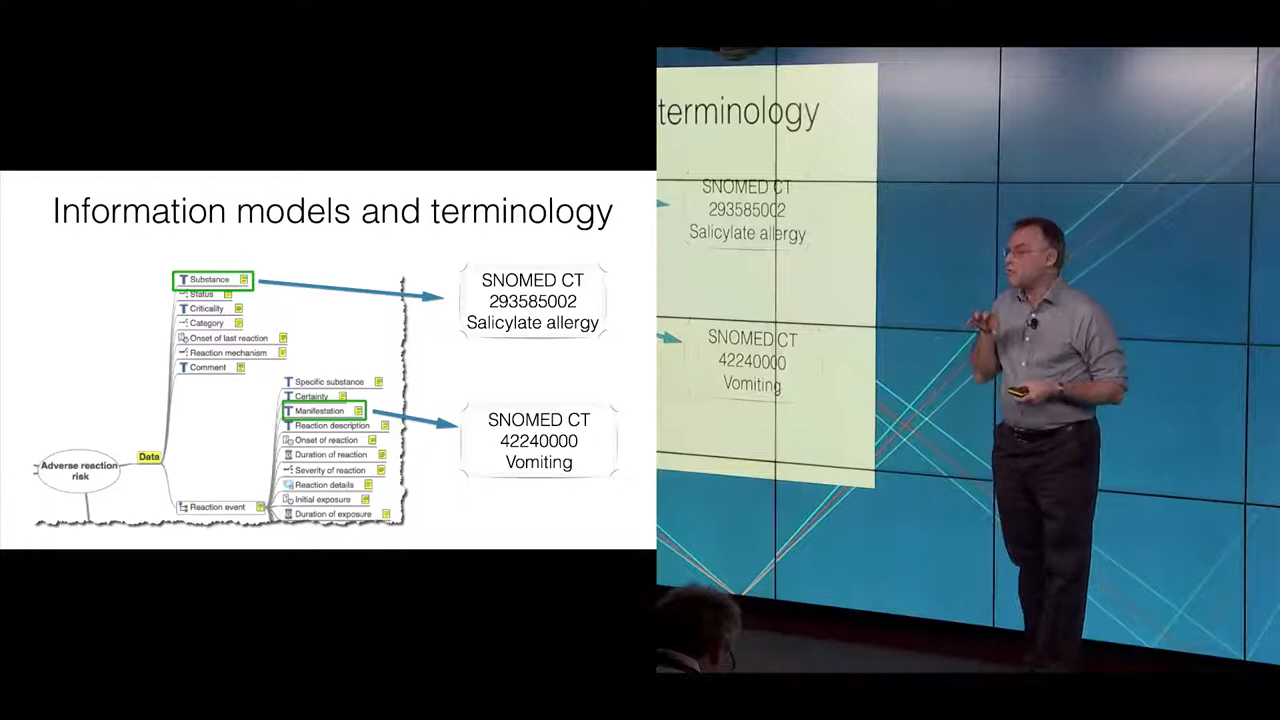 Information models and terminology
Substance
Status
Criticality
Category
Onset of last reaction
Reaction mechanism
Comment
Data
Adverse reaction
risk
Reaction event
Specific substance
Certainty
Manifestation
Reaction description
Onset of reaction
Duration of reaction
Severity of reaction
Reaction details
Initial exposure
Duration of exposure
SNOMED CT
293585002
Salicylate allergy
SNOMED CT
42240000
Vomiting
terminology
SNOMED CT
293585002
Salicylate allergy
SNOMED CT
42240000
Vomiting